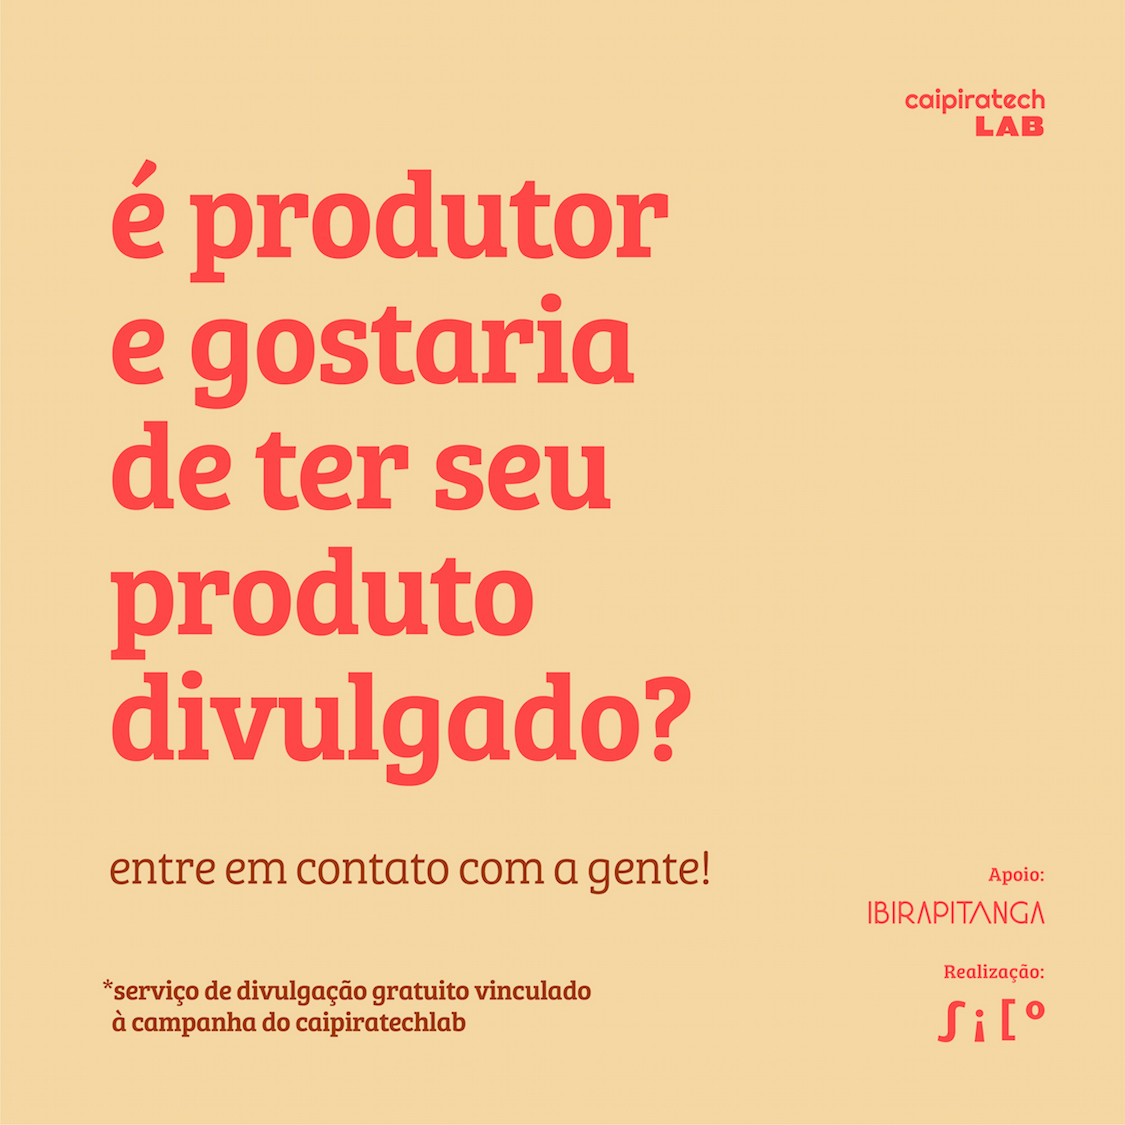 caipiratech
LAB
é produtor
e gostaria
de ter seu
produto
divulgado?
entre em contato com a gente!
*serviço de divulgação gratuito vinculado
à campanha do caipiratechlab
Apoio:
IBIRAPITANGA
Realização:
silo